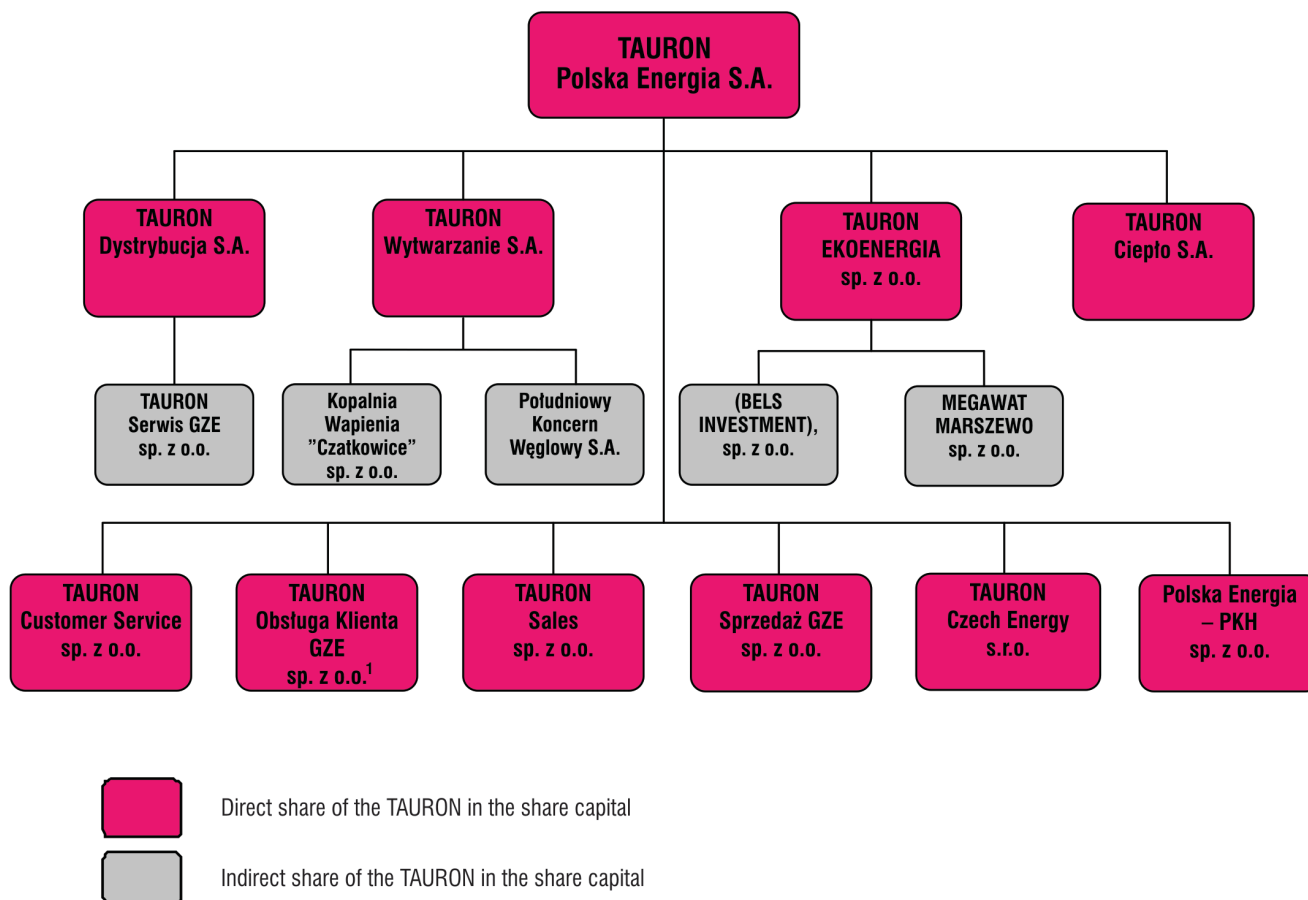 TAURON
Polska Energia S.A.
TAURON
Dystrybucja S.A.
TAURON
Wytwarzanie S.A.
TAURON
EKOENERGIA
sp. z o.o.
TAURON
Ciepło S.A.
TAURON
Serwis GZE
sp. z o.o.
Kopalnia
Wapienia
”Czatkowice”
sp. z o.o.
Południowy
Koncern
Węglowy S.A.
(BELS
INVESTMENT),
sp. z o.o.
MEGAWAT
MARSZEWO
sp. z o.o.
TAURON
Customer Service
sp. z o.o.
TAURON
Obsługa Klienta
GZE
sp. z o.o.¹
TAURON
Sales
sp. z o.o.
TAURON
Sprzedaż GZE
sp. z o.o.
TAURON
Czech Energy
s.r.o.
Polska Energia
– PKH
sp. z o.o.
Direct share of the TAURON in the share capital
Indirect share of the TAURON in the share capital